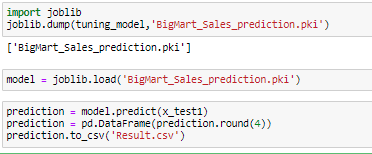 import joblib
joblib.dump(tuning_model,'BigMart_Sales_prediction.pki')
['BigMart_Sales_prediction.pki']
model = joblib.load('BigMart_Sales_prediction.pki')
prediction = model.predict(x_test1)
prediction = pd.DataFrame(prediction.round(4))
prediction.to_csv('Result.csv')